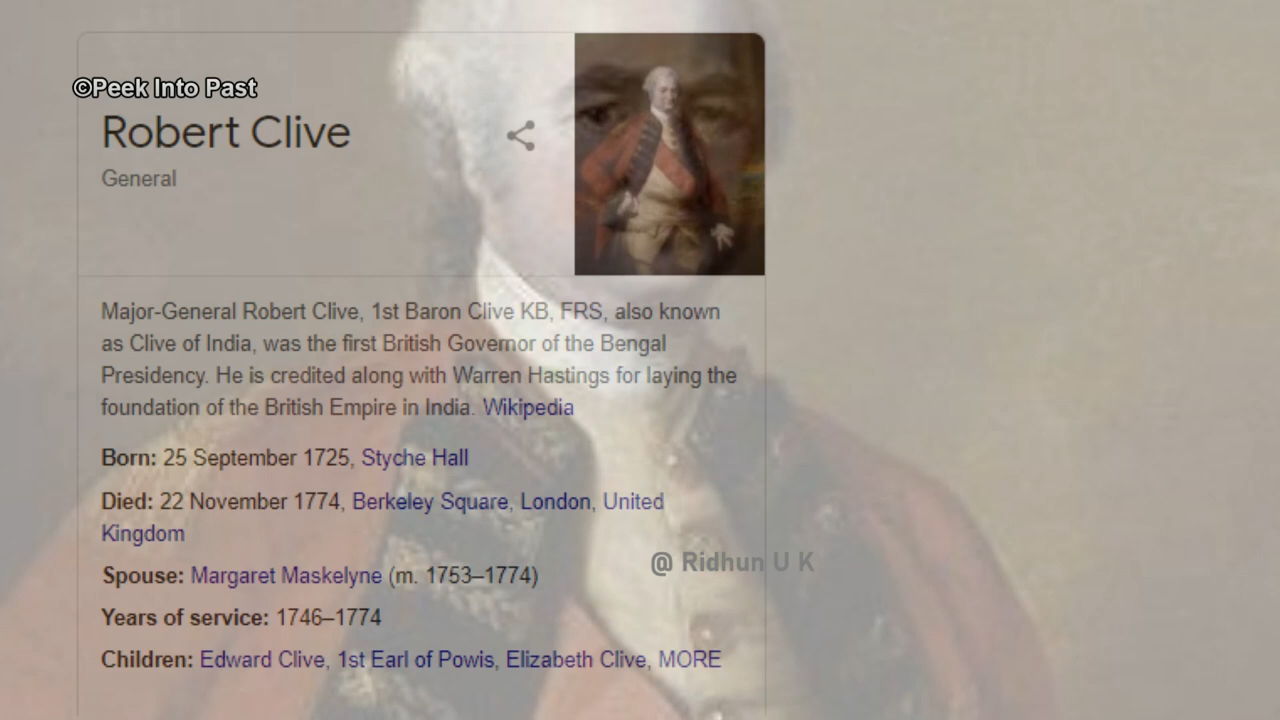 ©Peek Into Past
Robert Clive
General
Major-General Robert Clive, 1st Baron Clive KB, FRS, also known
as Clive of India, was the first British Governor of the Bengal
Presidency. He is credited along with Warren Hastings for laying the
foundation of the British Empire in India. Wikipedia
Born: 25 September 1725, Styche Hall
Died: 22 November 1774, Berkeley Square, London, United
Kingdom
@ Ridhun U K
Spouse: Margaret Maskelyne (m. 1753–1774)
Years of service: 1746–1774
Children: Edward Clive, 1st Earl of Powis, Elizabeth Clive, MORE